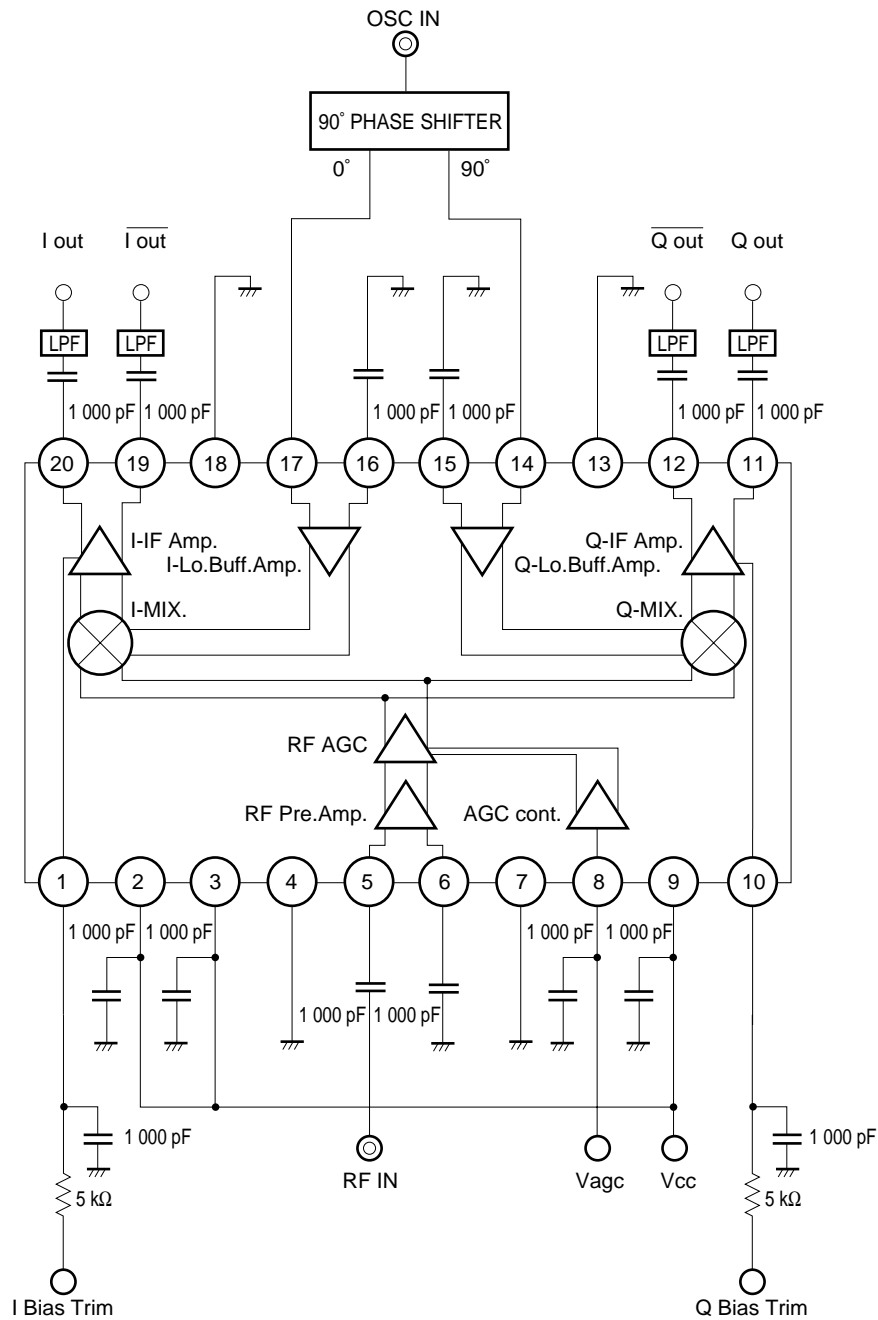 OSC IN
90° PHASE SHIFTER
0° 90°
I out I out Q out Q out
LPF LPF LPF LPF
1 000 pF 1 000 pF 1 000 pF 1 000 pF 1 000 pF 1 000 pF
20 19 18 17 16 15 14 13 12 11
I-IF Amp. Q-IF Amp.
I-Lo.Buff.Amp. Q-Lo.Buff.Amp.
I-MIX. Q-MIX.
RF AGC
RF Pre.Amp. AGC cont.
1 2 3 4 5 6 7 8 9 10
1 000 pF 1 000 pF 1 000 pF 1 000 pF
1 000 pF 1 000 pF
1 000 pF 1 000 pF
RF IN Vagc Vcc
5 kΩ 5 kΩ
I Bias Trim Q Bias Trim